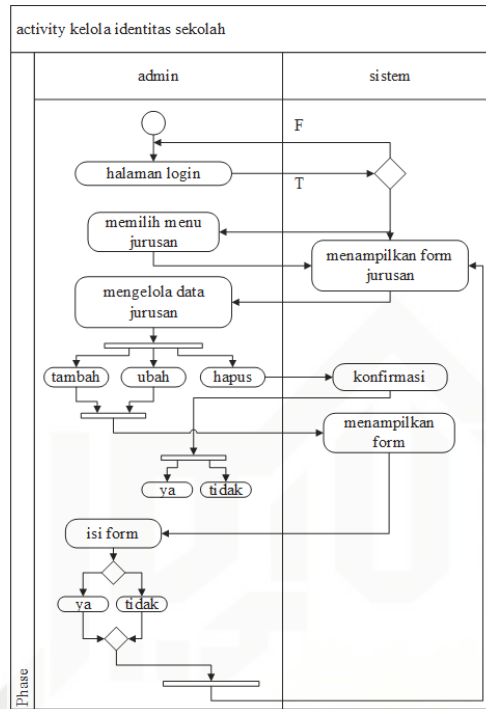 activity kelola identitas sekolah
admin
sistem
F
halaman login
T
memilih menu
jurusan
menampilkan form
jurusan
mengelola data
jurusan
tambah
ubah
hapus
konfirmasi
menampilkan
form
ya
tidak
isi form
ya
tidak
Phase